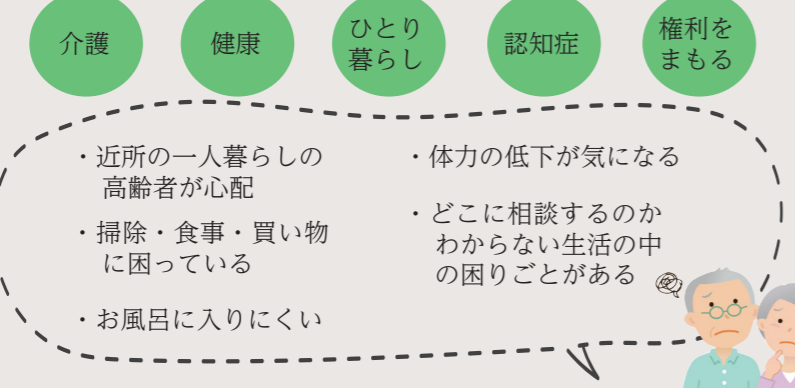 介護
健康
ひとり
暮らし
認知症
権利を
まもる
・近所の一人暮らしの
高齢者が心配
・掃除・食事・買い物
に困っている
・お風呂に入りにくい
・体力の低下が気になる
・どこに相談するのか
わからない生活の中
の困りごとがある